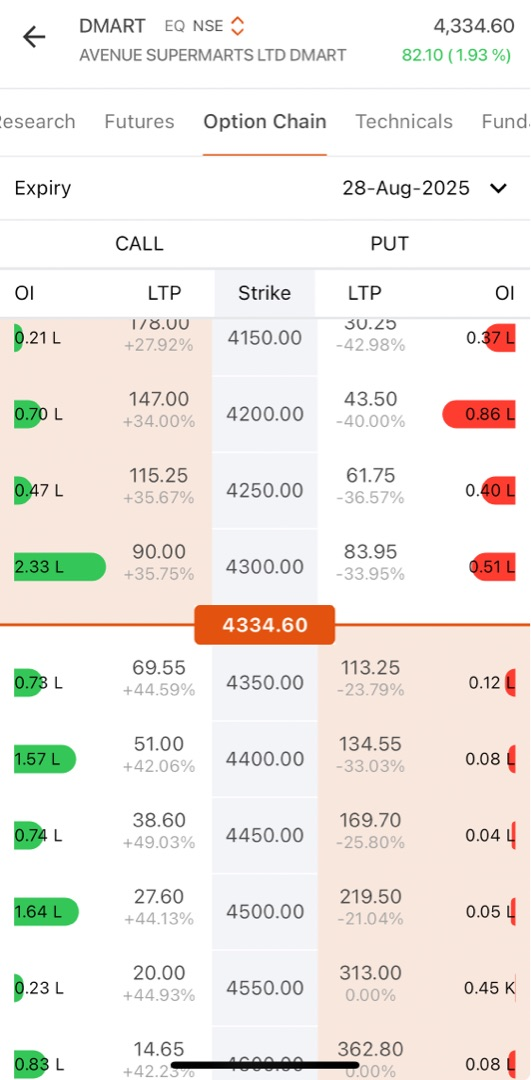 DMART EQ NSE 4,334.60
AVENUE SUPERMARTS LTD DMART 82.10 ( 1.93 %)
esearch Futures Option Chain Technicals Fund
Expiry 28-Aug-2025
CALL PUT
OI LTP Strike LTP OI
0.21 L 178.00 4150.00 30.25 0.37 L
+27.92% -42.98%
0.70 L 147.00 4200.00 43.50 0.86 L
+34.00% -40.00%
0.47 L 115.25 4250.00 61.75 0.40 L
+35.67% -36.57%
2.33 L 90.00 4300.00 83.95 0.51 L
+35.75% -33.95%
4334.60
0.73 L 69.55 4350.00 113.25 0.12 L
+44.59% -23.79%
1.57 L 51.00 4400.00 134.55 0.08 L
+42.06% -33.03%
0.74 L 38.60 4450.00 169.70 0.04 L
+49.03% -25.80%
1.64 L 27.60 4500.00 219.50 0.05 L
+44.13% -21.04%
0.23 L 20.00 4550.00 313.00 0.45 K
+44.93% 0.00%
0.83 L 14.65 4600.00 362.80 0.08 L
+42.23% 0.00%